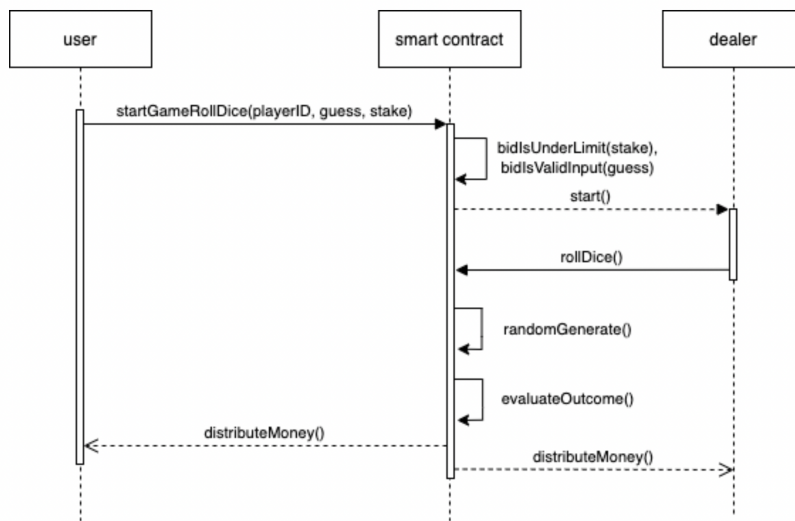 user
smart contract
dealer
startGameRollDice(playerID, guess, stake)
bidIsUnderLimit(stake),
bidIsValidInput(guess)
start()
rollDice()
randomGenerate()
evaluateOutcome()
distributeMoney()
distributeMoney()